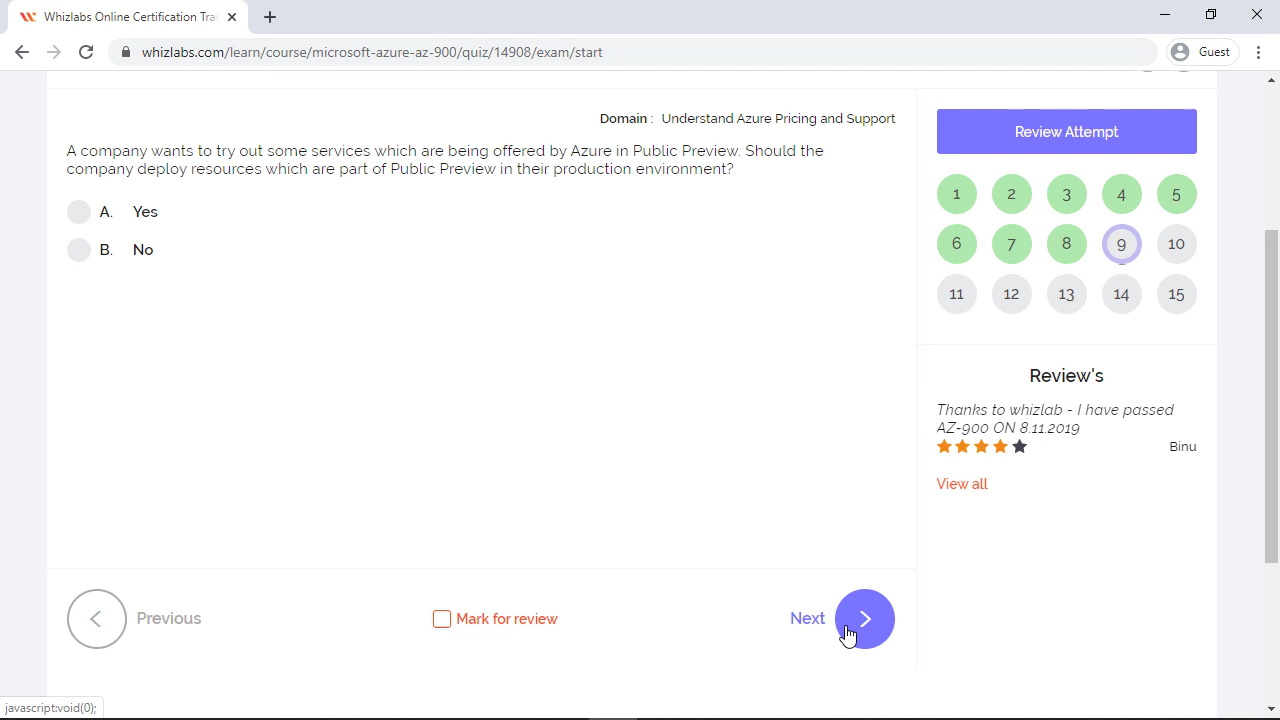 Whizlabs Online Certification Tra
whizlabs.com/learn/course/microsoft-azure-az-900/quiz/14908/exam/start
Guest
Domain : Understand Azure Pricing and Support
A company wants to try out some services which are being offered by Azure in Public Preview. Should the
company deploy resources which are part of Public Preview in their production environment?
A. Yes
B. No
Previous
Mark for review
Next
Review Attempt
1 2 3 4 5
6 7 8 9 10
11 12 13 14 15
Review's
Thanks to whizlab - I have passed
AZ-900 ON 8.11.2019
Binu
View all
javascript:void(0);